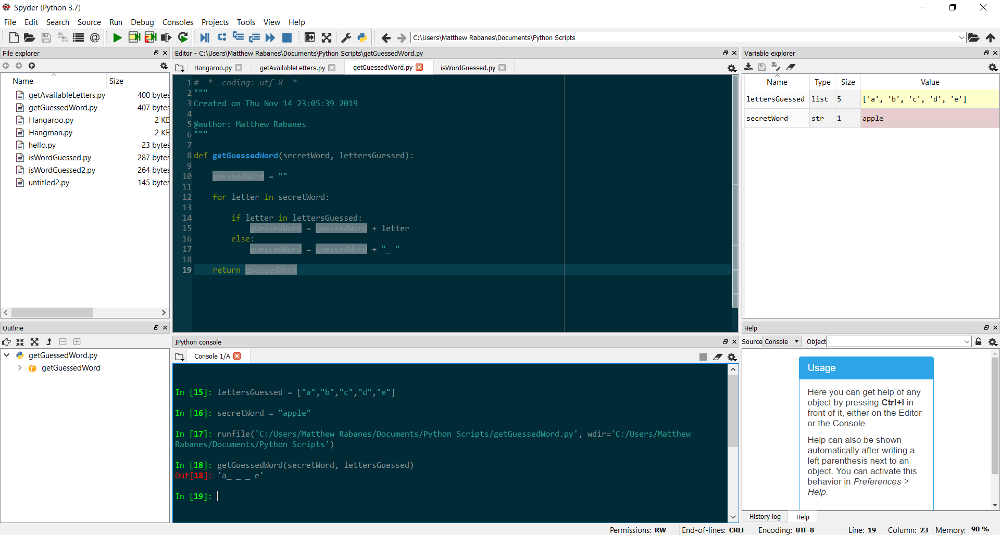 Spyder (Python 3.7)
File Edit Search Source Run Debug Consoles Projects Tools View Help
C:\Users\Matthew Rabanes\Documents\Python Scripts
File explorer
Name Size
getAvailableLetters.py 400 bytes
getGuessedWord.py 407 bytes
Hangaroo.py 2 KB
Hangman.py 2 KB
hello.py 23 bytes
isWordGuessed.py 287 bytes
isWordGuessed2.py 264 bytes
untitled2.py 145 bytes
Outline
getGuessedWord.py
getGuessedWord
Editor - C:\Users\Matthew Rabanes\Documents\Python Scripts\getGuessedWord.py
Hangaroo.py getAvailableLetters.py getGuessedWord.py isWordGuessed.py
1 # -*- coding: utf-8 -*-
2 """
3 Created on Thu Nov 14 23:05:39 2019
4
5 @author: Matthew Rabanes
6 """
7
8 def getGuessedWord(secretWord, lettersGuessed):
9
10 guessedWord = ""
11
12 for letter in secretWord:
13
14 if letter in lettersGuessed:
15 guessedWord = guessedWord + letter
16 else:
17 guessedWord = guessedWord + "_ "
18
19 return guessedWord
IPython console
Console 1/A
In [15]: lettersGuessed = ["a","b","c","d","e"]
In [16]: secretWord = "apple"
In [17]: runfile('C:/Users/Matthew Rabanes/Documents/Python Scripts/getGuessedWord.py', wdir='C:/Users/Matthew
Rabanes/Documents/Python Scripts')
In [18]: getGuessedWord(secretWord, lettersGuessed)
Out[18]: 'a_ _ _ e'
In [19]:
Variable explorer
Name Type Size Value
lettersGuessed list 5 ['a', 'b', 'c', 'd', 'e']
secretWord str 1 apple
Help
Source Console Object
Usage
Here you can get help of any
object by pressing Ctrl+I in
front of it, either on the Editor
or the Console.
Help can also be shown
automatically after writing a
left parenthesis next to an
object. You can activate this
behavior in Preferences >
Help.
History log Help
Permissions: RW End-of-lines: CRLF Encoding: UTF-8 Line: 19 Column: 23 Memory: 90 %